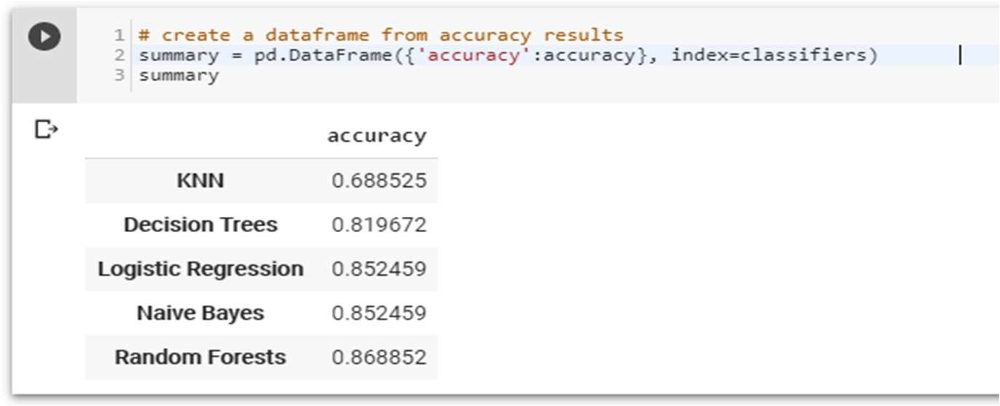 1 # create a dataframe from accuracy results
2 summary = pd.DataFrame({'accuracy':accuracy}, index=classifiers)
3 summary
accuracy
KNN 0.688525
Decision Trees 0.819672
Logistic Regression 0.852459
Naive Bayes 0.852459
Random Forests 0.868852